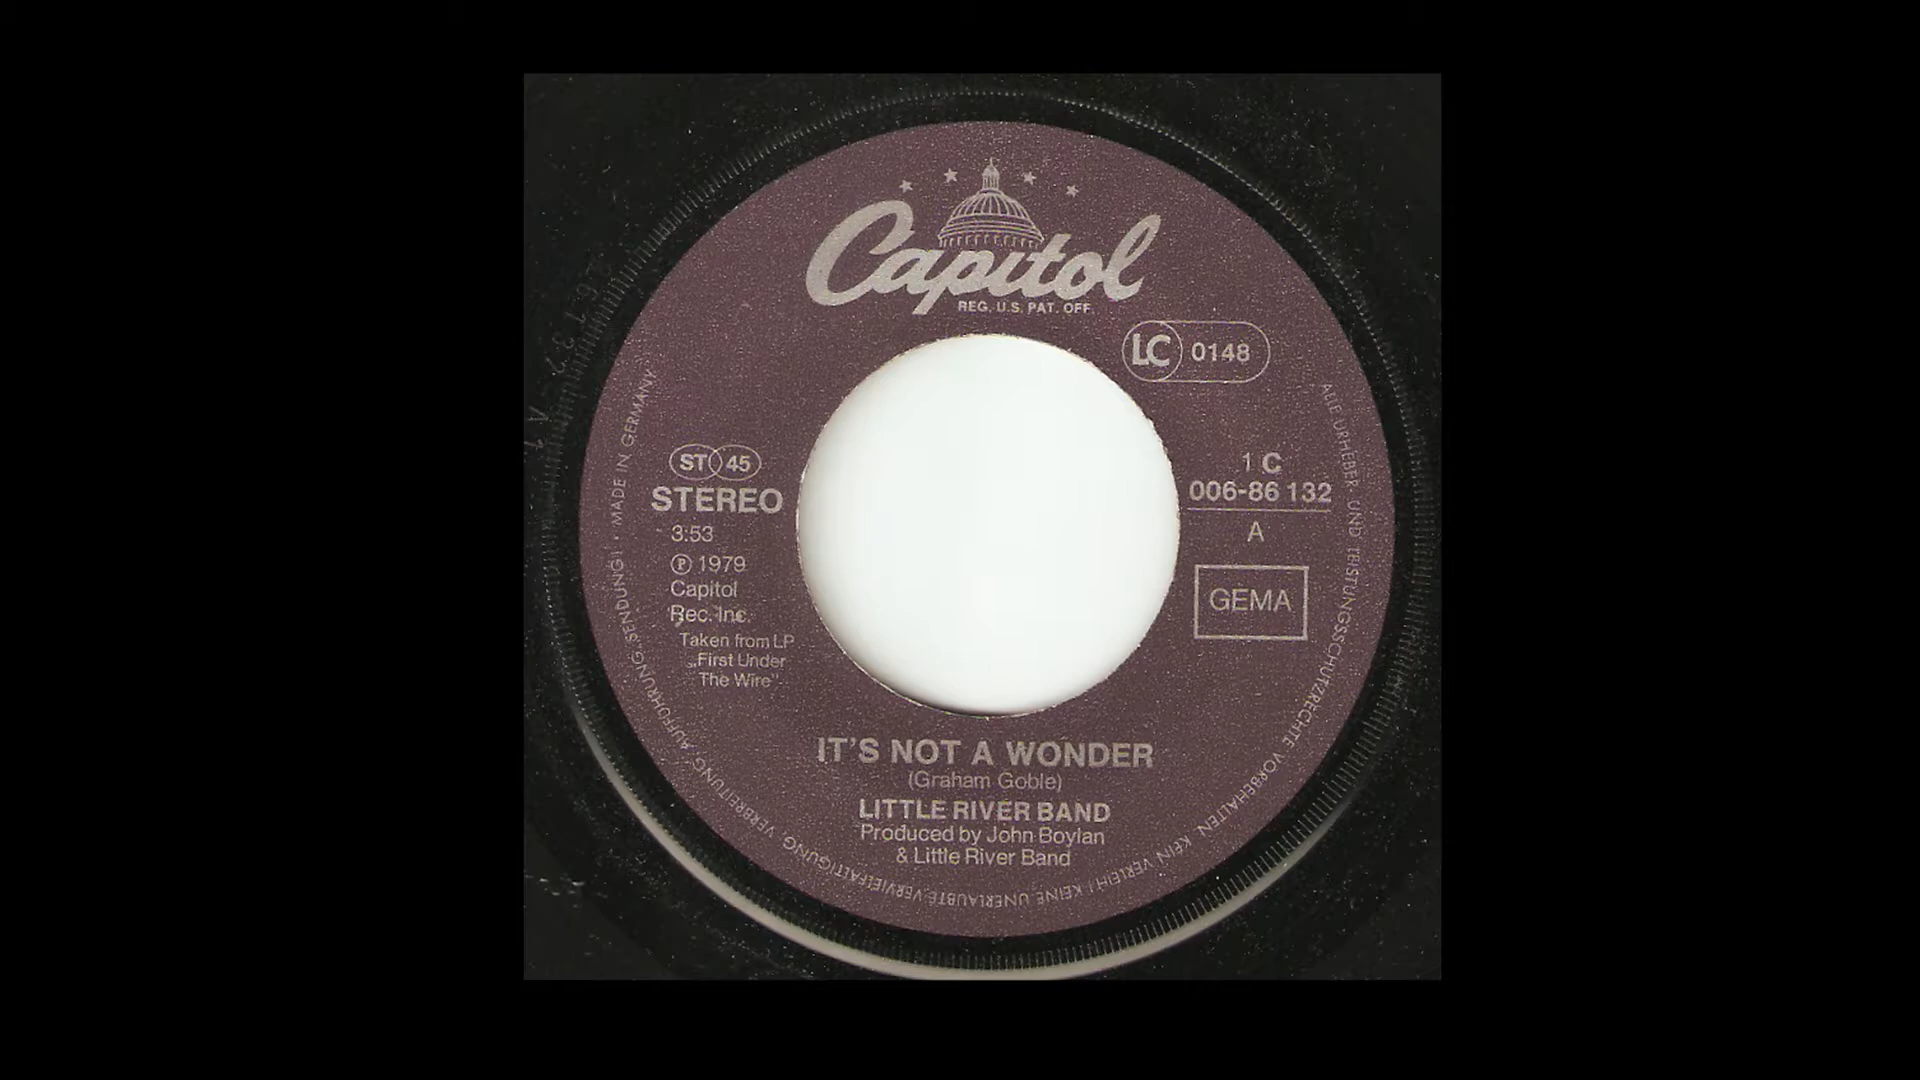 Capitol
REG. U.S. PAT. OFF.
LC 0148
ST 45
STEREO
3:53
Ⓟ 1979
Capitol
Rec. Inc.
Taken from LP
„First Under
The Wire"
1 C
006-86 132
A
GEMA
IT'S NOT A WONDER
(Graham Goble)
LITTLE RIVER BAND
Produced by John Boylan
& Little River Band
ALLE URHEBER UND LEISTUNGSSCHUTZRECHTE VORBEHALTEN KEIN VERLEIH! KEINE UNERLAUBTE VERVIELFÄLTIGUNG, VERBREITUNG, AUFFÜHRUNG, SENDUNG! · MADE IN GERMANY